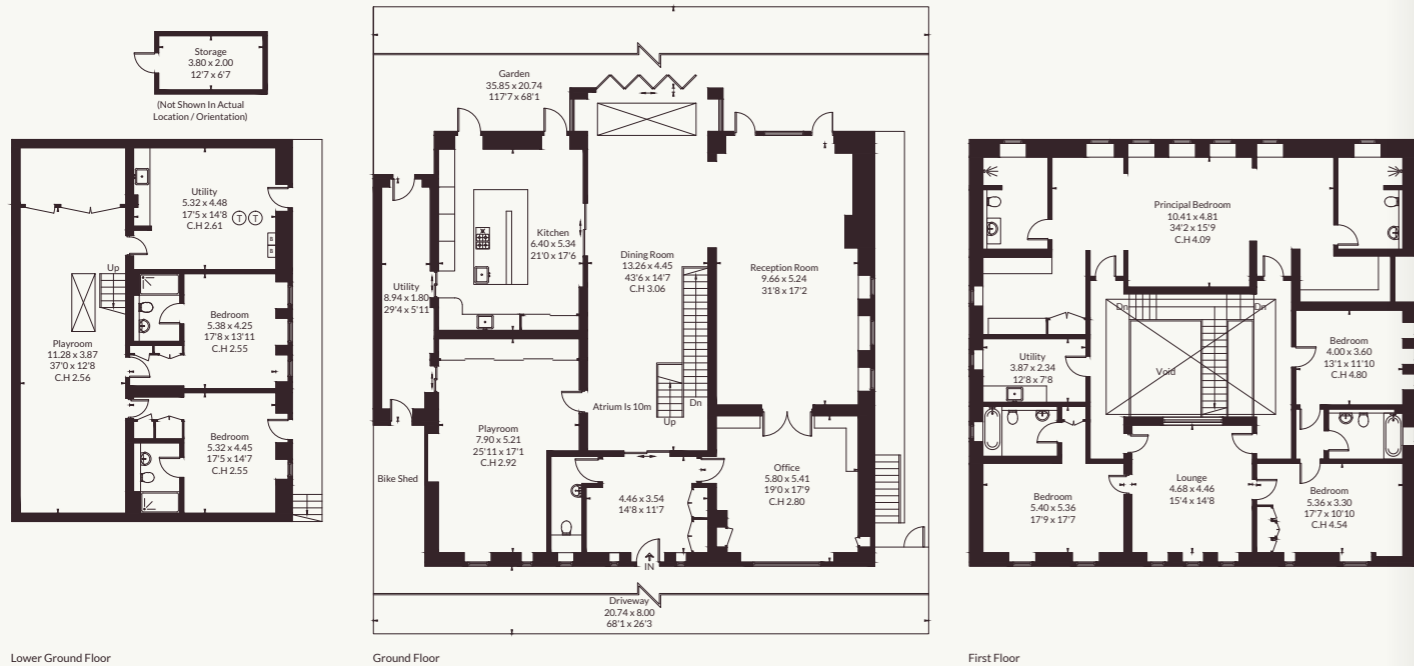 Storage
3.80 x 2.00
12'7 x 6'7
(Not Shown In Actual
Location / Orientation)
Utility
5.32 x 4.48
17'5 x 14'8
C.H 2.61
T T
B
B
Up
Playroom
11.28 x 3.87
37'0 x 12'8
C.H 2.56
Bedroom
5.38 x 4.25
17'8 x 13'11
C.H 2.55
Bedroom
5.32 x 4.45
17'5 x 14'7
C.H 2.55
Lower Ground Floor
Garden
35.85 x 20.74
117'7 x 68'1
Kitchen
6.40 x 5.34
21'0 x 17'6
Utility
8.94 x 1.80
29'4 x 5'11
Dining Room
13.26 x 4.45
43'6 x 14'7
C.H 3.06
Reception Room
9.66 x 5.24
31'8 x 17'2
Atrium Is 10m
Dn
Up
Playroom
7.90 x 5.21
25'11 x 17'1
C.H 2.92
Bike Shed
4.46 x 3.54
14'8 x 11'7
Office
5.80 x 5.41
19'0 x 17'9
C.H 2.80
IN
Driveway
20.74 x 8.00
68'1 x 26'3
Ground Floor
Principal Bedroom
10.41 x 4.81
34'2 x 15'9
C.H 4.09
Dn
Dn
Void
Utility
3.87 x 2.34
12'8 x 7'8
Bedroom
4.00 x 3.60
13'1 x 11'10
C.H 4.80
Lounge
4.68 x 4.46
15'4 x 14'8
Bedroom
5.40 x 5.36
17'9 x 17'7
Bedroom
5.36 x 3.30
17'7 x 10'10
C.H 4.54
First Floor